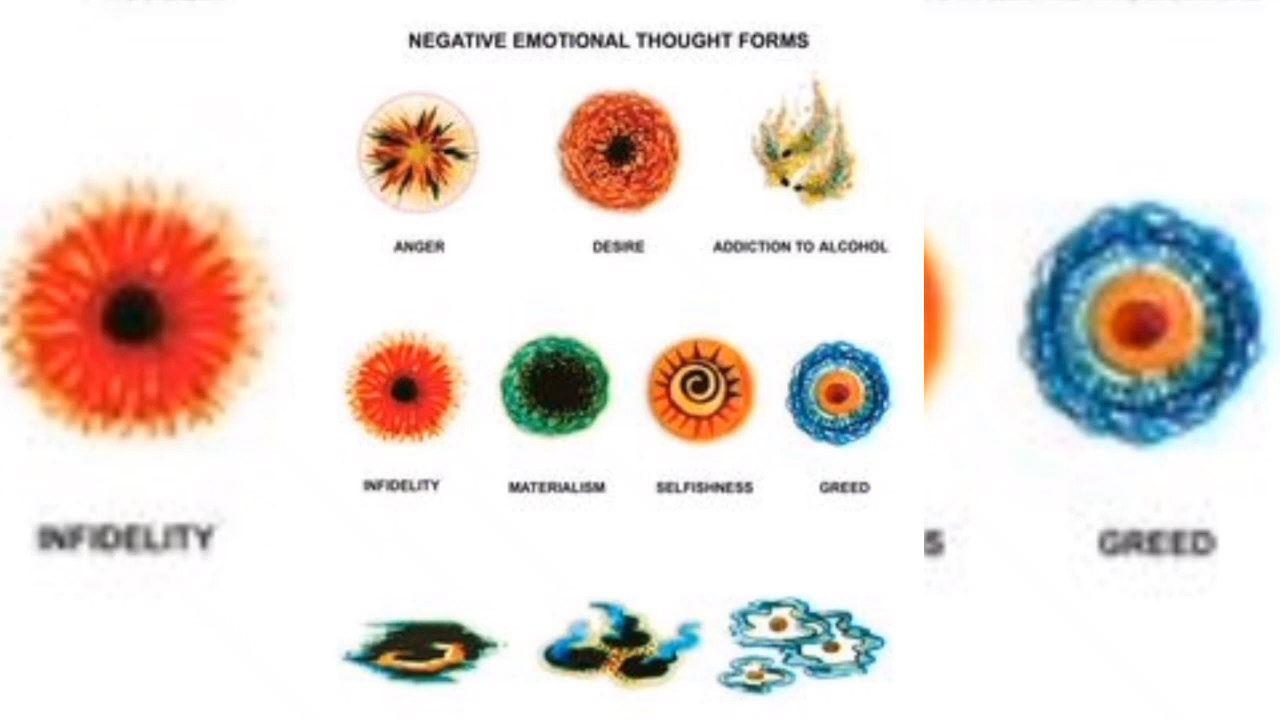 NEGATIVE EMOTIONAL THOUGHT FORMS
ANGER DESIRE ADDICTION TO ALCOHOL
INFIDELITY MATERIALISM SELFISHNESS GREED
INFIDELITY
S GREED